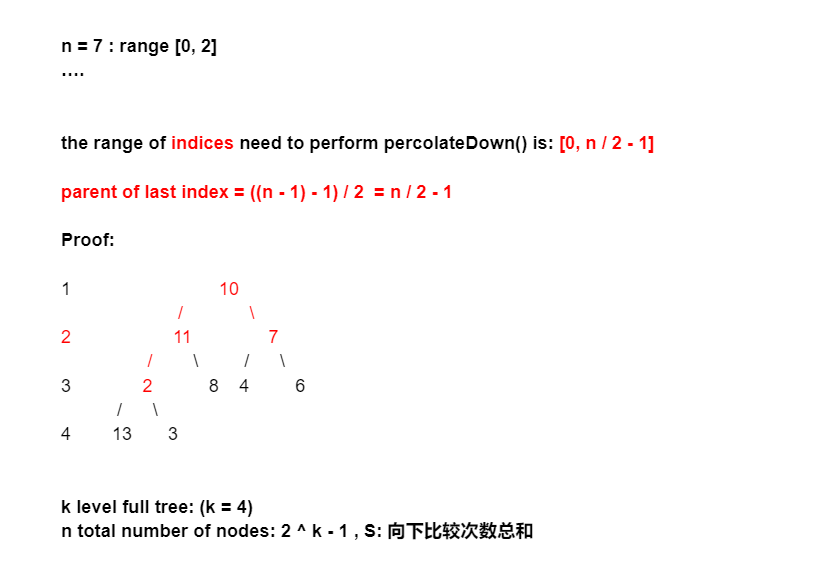 n = 7 : range [0, 2]
....
the range of indices need to perform percolateDown() is: [0, n / 2 - 1]
parent of last index = ((n - 1) - 1) / 2  = n / 2 - 1
Proof:
1 10
/ \
2 11 7
/ \ / \
3 2 8 4 6
/ \
4 13 3
k level full tree: (k = 4)
n total number of nodes: 2 ^ k - 1 , S: 向下比较次数总和